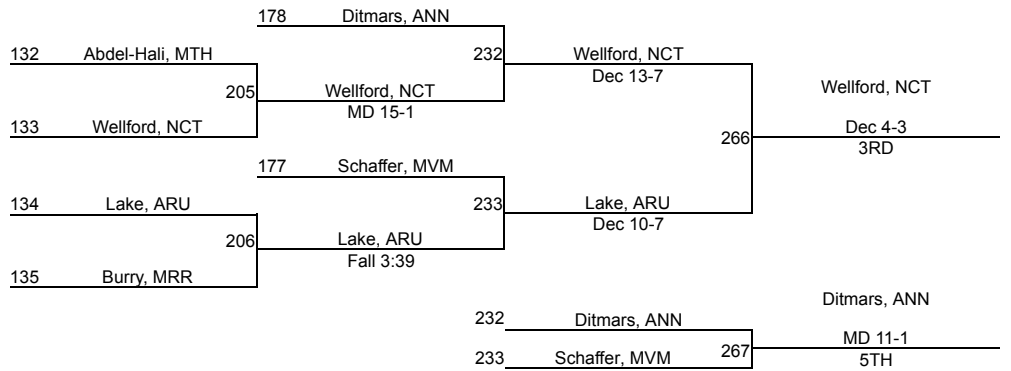 178 Ditmars, ANN
132 Abdel-Hali, MTH 232 Wellford, NCT
Dec 13-7
Wellford, NCT
205 Wellford, NCT
MD 15-1
133 Wellford, NCT Dec 4-3
266
3RD
177 Schaffer, MVM
134 Lake, ARU 233 Lake, ARU
Dec 10-7
206 Lake, ARU
Fall 3:39
135 Burry, MRR
Ditmars, ANN
232 Ditmars, ANN
MD 11-1
267
233 Schaffer, MVM 5TH